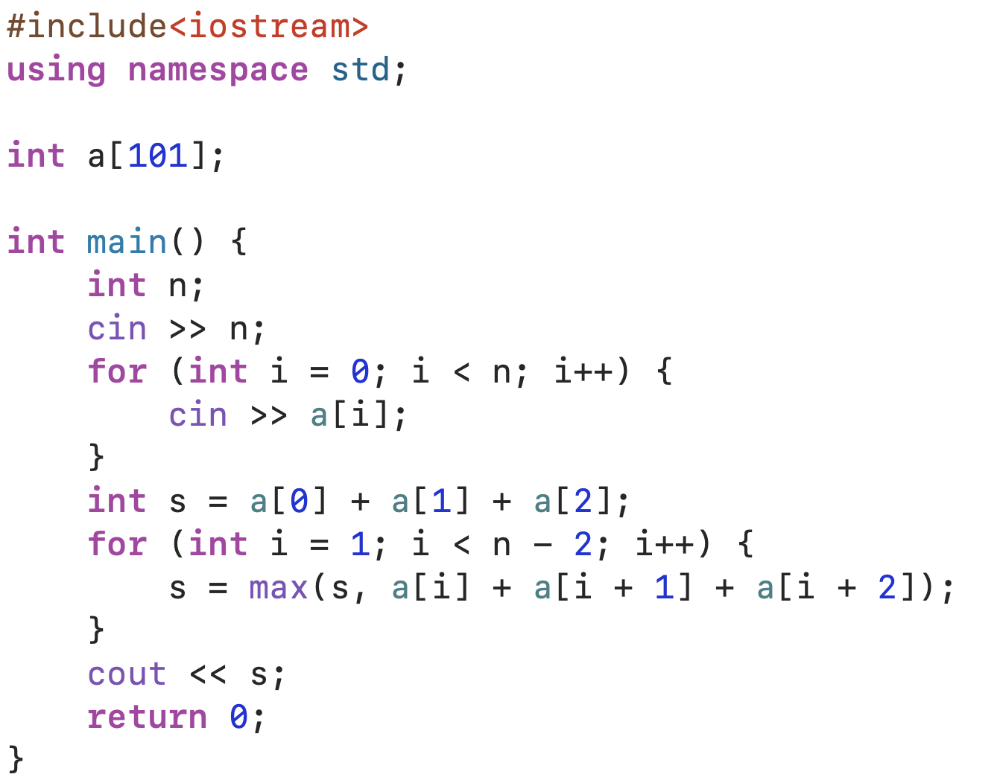 #include<iostream>
using namespace std;

int a[101];

int main() {
    int n;
    cin >> n;
    for (int i = 0; i < n; i++) {
        cin >> a[i];
    }
    int s = a[0] + a[1] + a[2];
    for (int i = 1; i < n - 2; i++) {
        s = max(s, a[i] + a[i + 1] + a[i + 2]);
    }
    cout << s;
    return 0;
}